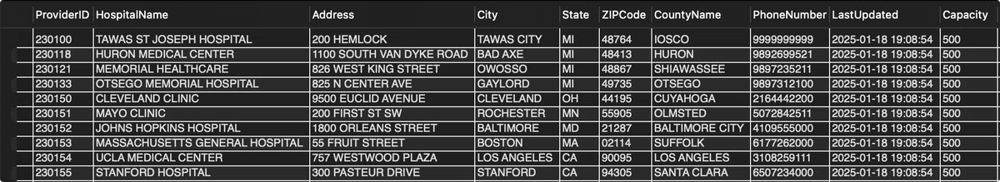 ProviderID HospitalName Address City State ZIPCode CountyName PhoneNumber LastUpdated Capacity
230100 TAWAS ST JOSEPH HOSPITAL 200 HEMLOCK TAWAS CITY MI 48764 IOSCO 9999999999 2025-01-18 19:08:54 500
230118 HURON MEDICAL CENTER 1100 SOUTH VAN DYKE ROAD BAD AXE MI 48413 HURON 9892699521 2025-01-18 19:08:54 500
230121 MEMORIAL HEALTHCARE 826 WEST KING STREET OWOSSO MI 48867 SHIAWASSEE 9897235211 2025-01-18 19:08:54 500
230133 OTSEGO MEMORIAL HOSPITAL 825 N CENTER AVE GAYLORD MI 49735 OTSEGO 9897312100 2025-01-18 19:08:54 500
230150 CLEVELAND CLINIC 9500 EUCLID AVENUE CLEVELAND OH 44195 CUYAHOGA 2164442200 2025-01-18 19:08:54 500
230151 MAYO CLINIC 200 FIRST ST SW ROCHESTER MN 55905 OLMSTED 5072842511 2025-01-18 19:08:54 500
230152 JOHNS HOPKINS HOSPITAL 1800 ORLEANS STREET BALTIMORE MD 21287 BALTIMORE CITY 4109555000 2025-01-18 19:08:54 500
230153 MASSACHUSETTS GENERAL HOSPITAL 55 FRUIT STREET BOSTON MA 02114 SUFFOLK 6177262000 2025-01-18 19:08:54 500
230154 UCLA MEDICAL CENTER 757 WESTWOOD PLAZA LOS ANGELES CA 90095 LOS ANGELES 3108259111 2025-01-18 19:08:54 500
230155 STANFORD HOSPITAL 300 PASTEUR DRIVE STANFORD CA 94305 SANTA CLARA 6507234000 2025-01-18 19:08:54 500